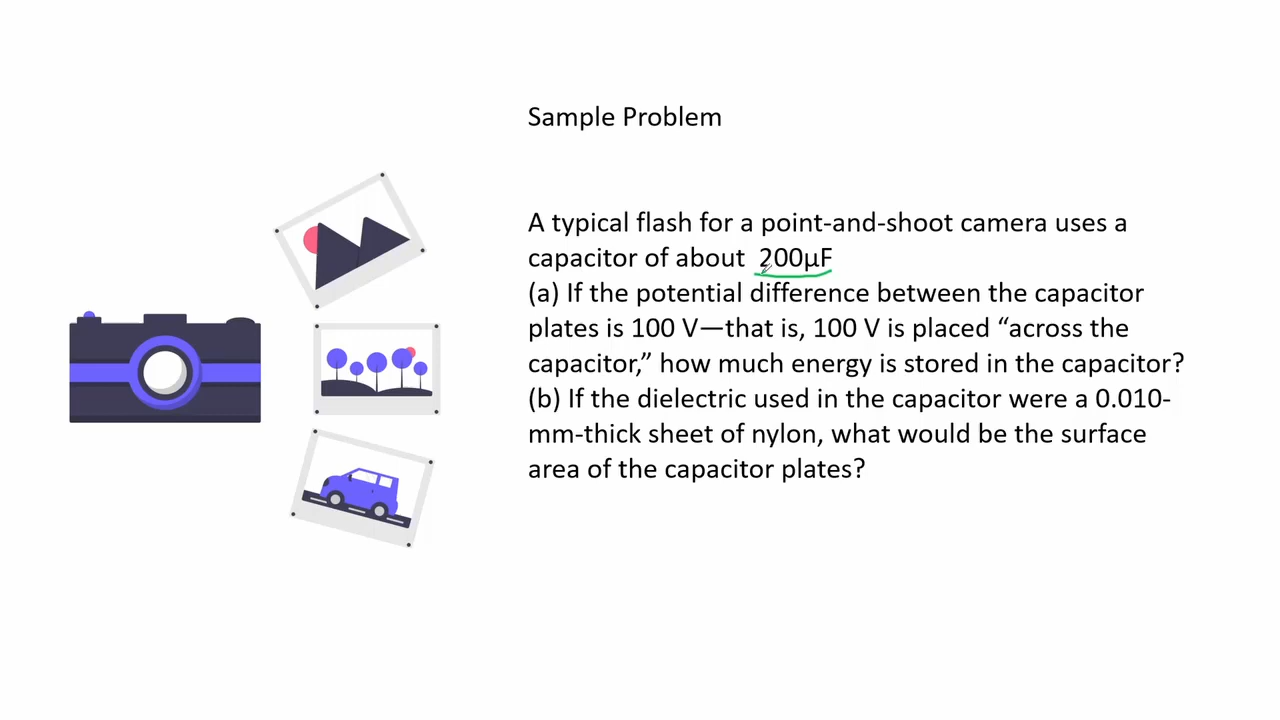 Sample Problem
A typical flash for a point-and-shoot camera uses a
capacitor of about 200μF
(a) If the potential difference between the capacitor
plates is 100 V—that is, 100 V is placed “across the
capacitor,” how much energy is stored in the capacitor?
(b) If the dielectric used in the capacitor were a 0.010-
mm-thick sheet of nylon, what would be the surface
area of the capacitor plates?